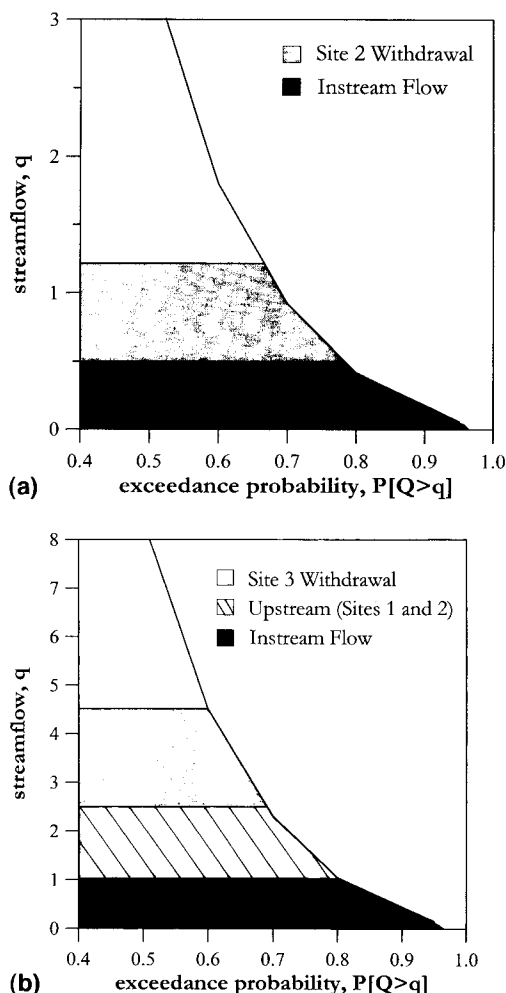 3
Site 2 Withdrawal
Instream Flow
2
streamflow, q
1
0
0.4 0.5 0.6 0.7 0.8 0.9 1.0
(a) exceedance probability, P[Q>q]
8
7
Site 3 Withdrawal
Upstream (Sites 1 and 2)
6
Instream Flow
5
streamflow, q
4
3
2
1
0
0.4 0.5 0.6 0.7 0.8 0.9 1.0
(b) exceedance probability, P[Q>q]